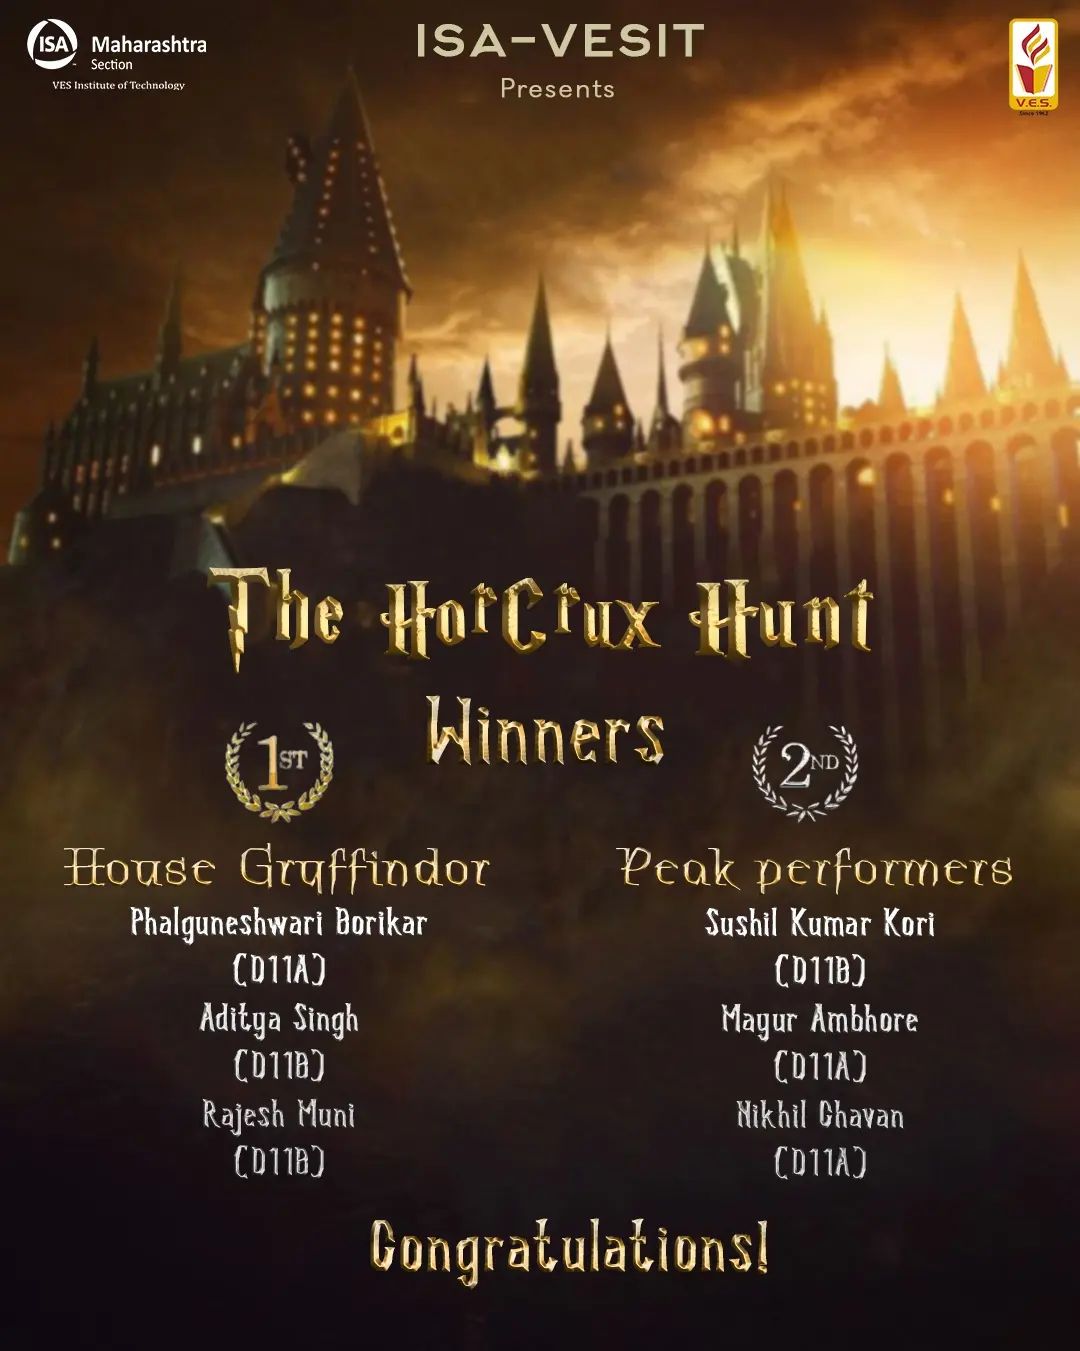 ISA
Maharashtra
Section
VES Institute of Technology
ISA-VESIT
Presents
V.E.S.
Since 1962
The HorCrux Hunt
Winners
1ST
House Gryffindor
Phalguneshwari Borikar
(D11A)
Aditya Singh
(D11B)
Rajesh Muni
(D11B)
2ND
Peak performers
Sushil Kumar Kori
(D11B)
Mayur Ambhore
(D11A)
Nikhil Chavan
(D11A)
Congratulations!